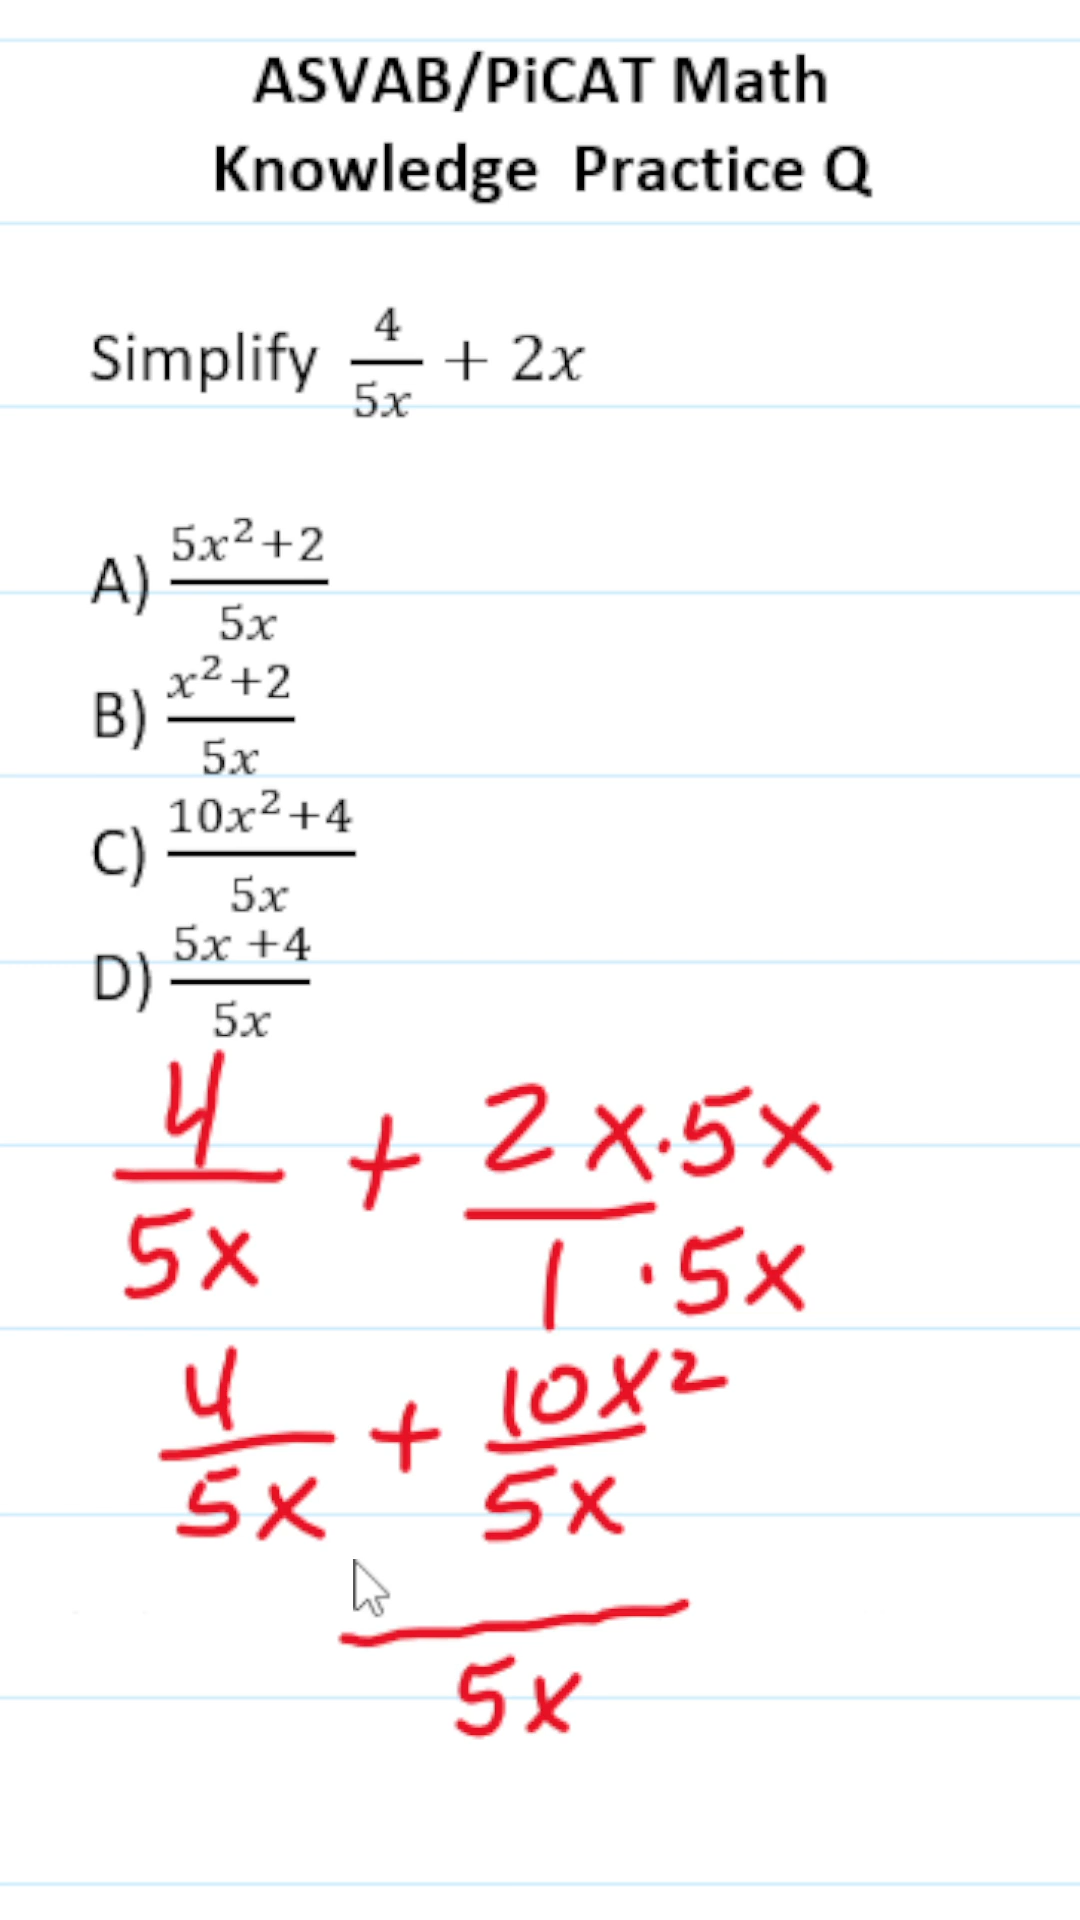 ASVAB/PiCAT Math
Knowledge Practice Q
Simplify 4/5x + 2x
A) 5x²+2/5x
B) x²+2/5x
C) 10x²+4/5x
D) 5x +4/5x
4/5x + 2x·5x/1·5x
4/5x + 10x²/5x
/5x